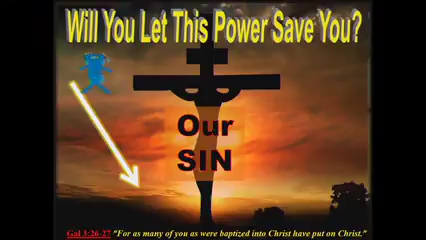 Will You Let This Power Save You?
Our
SIN
Gal 3:26-27 "For as many of you as were baptized into Christ have put on Christ."